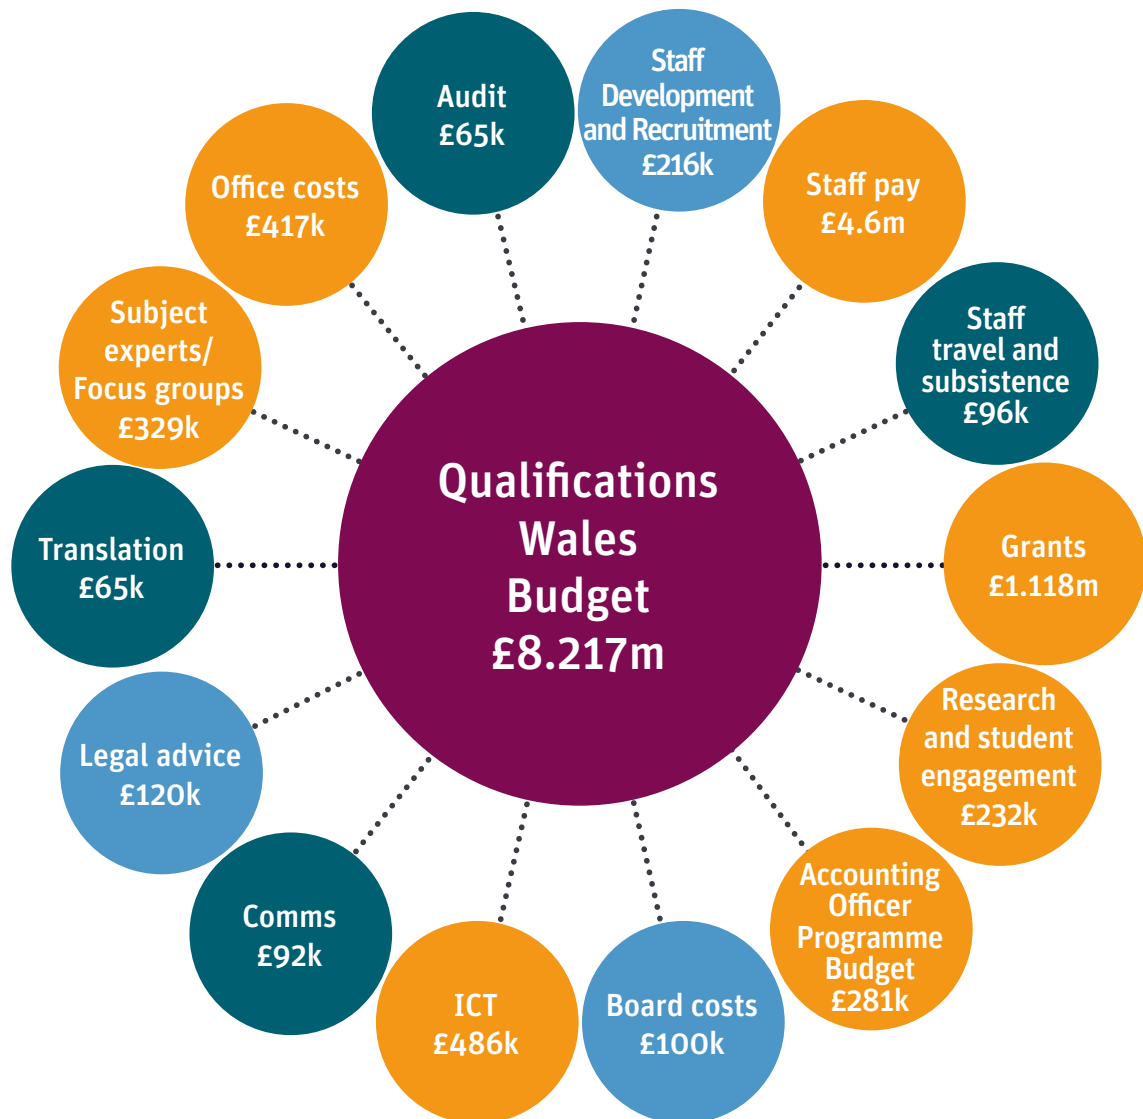 Qualifications
Wales
Budget
£8.217m
Audit
£65k
Staff
Development
and Recruitment
£216k
Staff pay
£4.6m
Staff
travel and
subsistence
£96k
Grants
£1.118m
Research
and student
engagement
£232k
Accounting
Officer
Programme
Budget
£281k
Board costs
£100k
ICT
£486k
Comms
£92k
Legal advice
£120k
Translation
£65k
Subject
experts/
Focus groups
£329k
Office costs
£417k